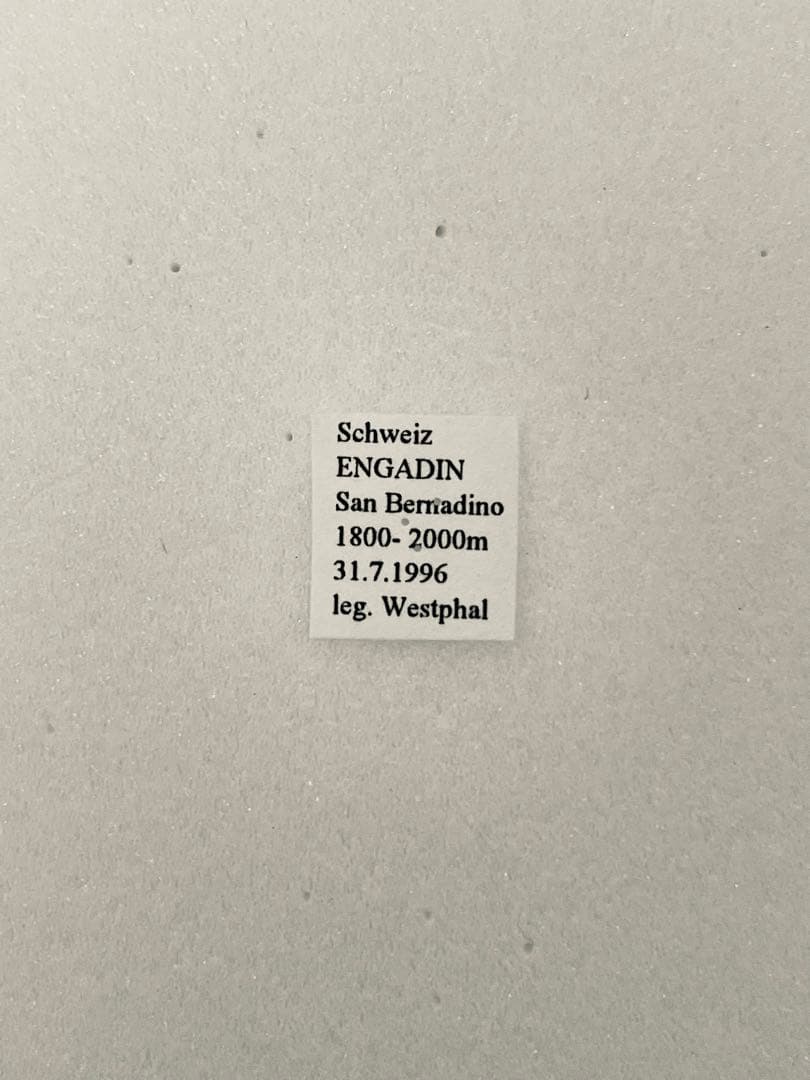 Schweiz
ENGADIN
San Bernadino
1800- 2000m
31.7.1996
leg. Westphal